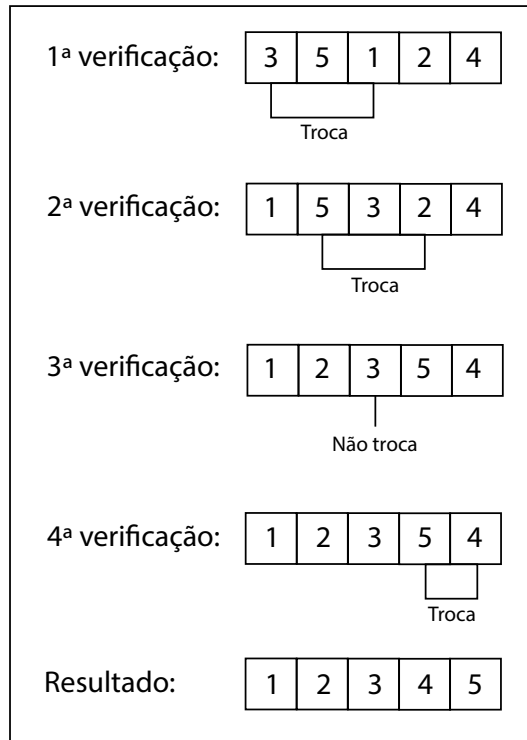 1ª verificação: 3 5 1 2 4
Troca
2ª verificação: 1 5 3 2 4
Troca
3ª verificação: 1 2 3 5 4
Não troca
4ª verificação: 1 2 3 5 4
Troca
Resultado: 1 2 3 4 5